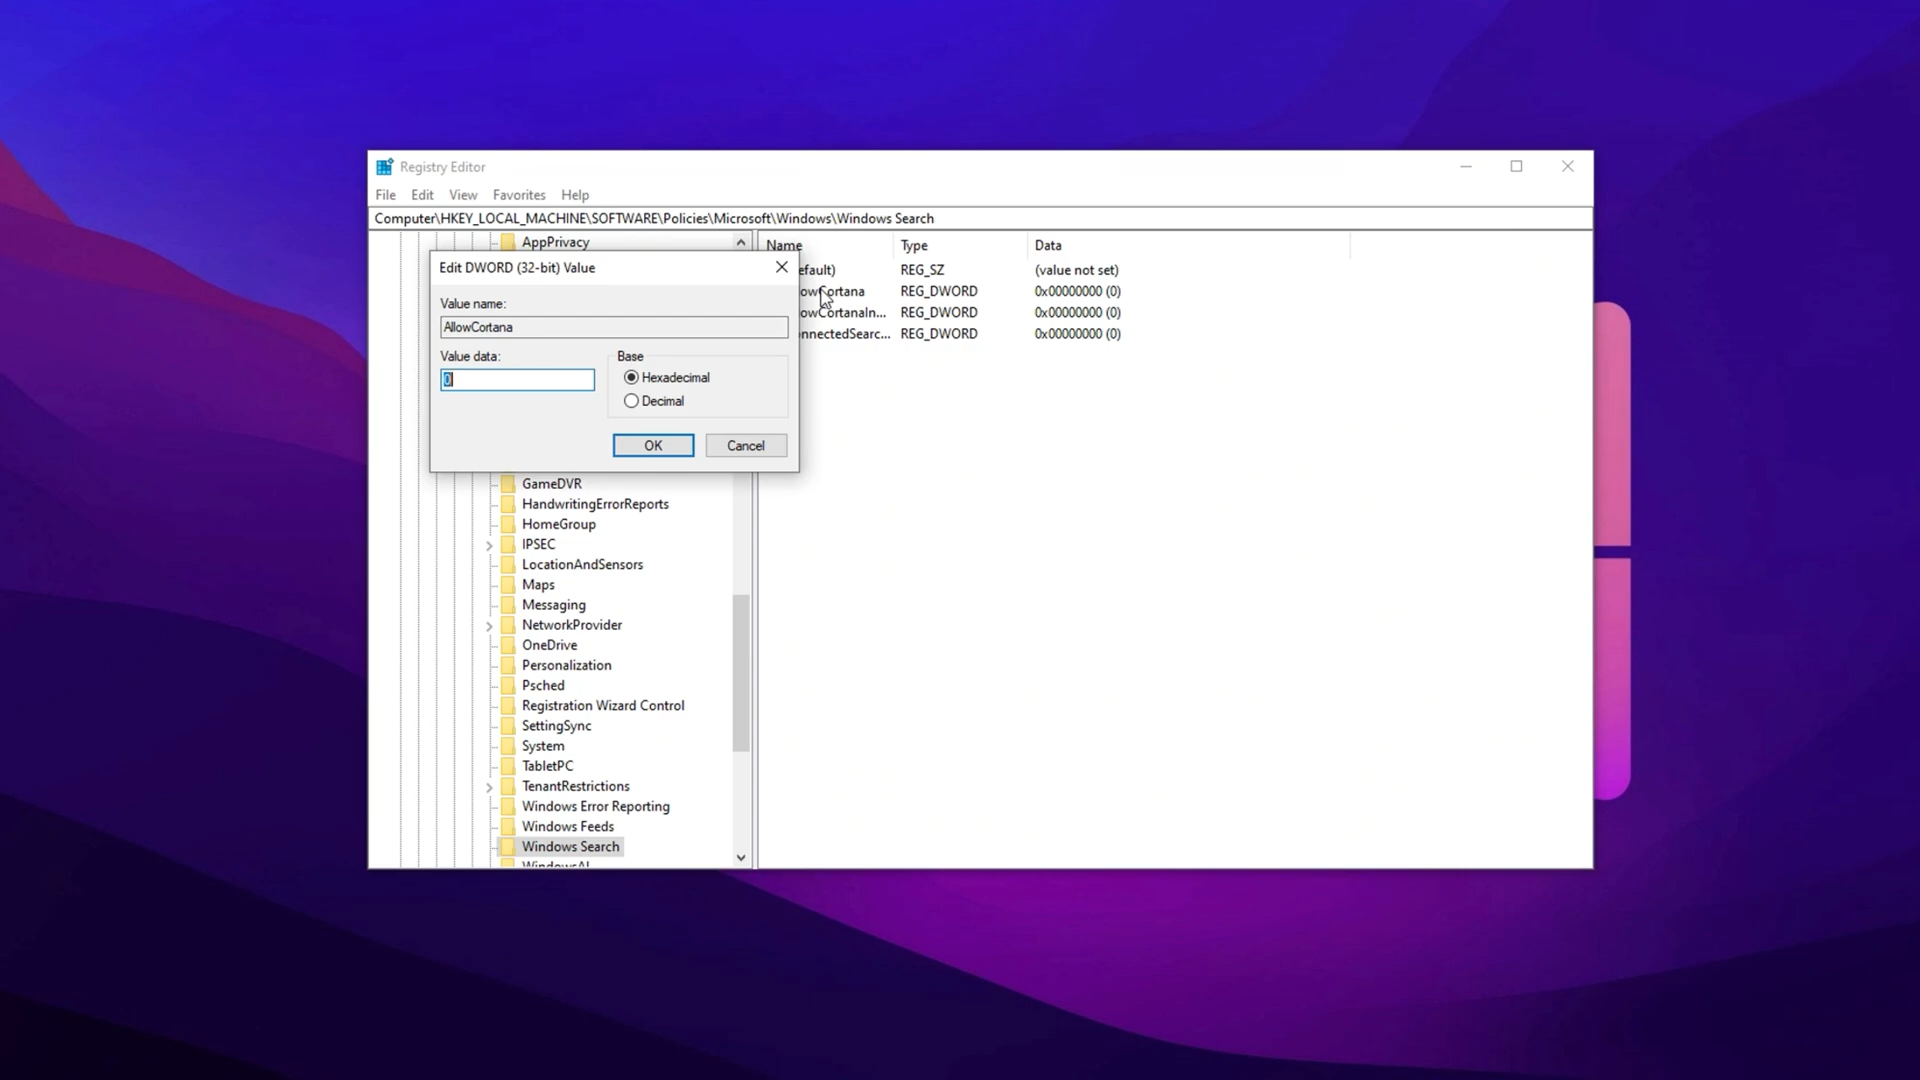 Registry Editor
File Edit View Favorites Help
Computer\HKEY_LOCAL_MACHINE\SOFTWARE\Policies\Microsoft\Windows\Windows Search
AppPrivacy
Name Type Data
Edit DWORD (32-bit) Value
efault) REG_SZ (value not set)
owCortana REG_DWORD 0x00000000 (0)
owCortanaIn... REG_DWORD 0x00000000 (0)
nnectedSearc... REG_DWORD 0x00000000 (0)
Value name:
AllowCortana
Value data:
0
Base
Hexadecimal
Decimal
OK Cancel
GameDVR
HandwritingErrorReports
HomeGroup
IPSEC
LocationAndSensors
Maps
Messaging
NetworkProvider
OneDrive
Personalization
Psched
Registration Wizard Control
SettingSync
System
TabletPC
TenantRestrictions
Windows Error Reporting
Windows Feeds
Windows Search
WindowsAI